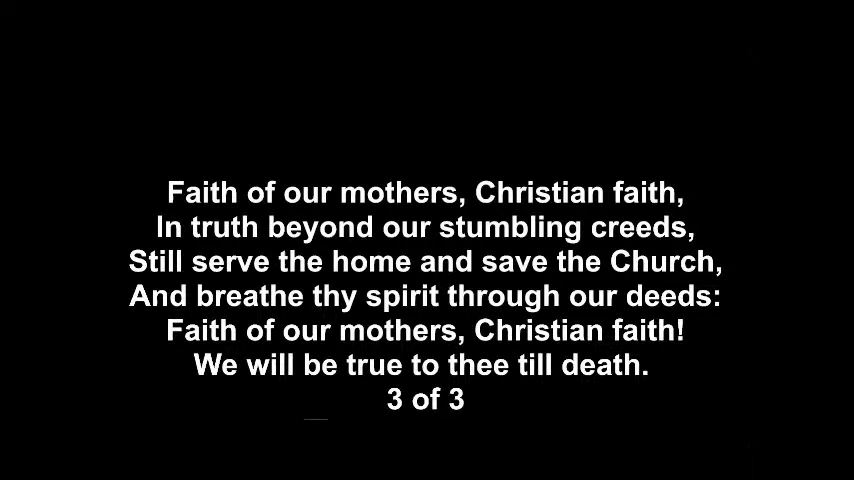 Faith of our mothers, Christian faith,
In truth beyond our stumbling creeds,
Still serve the home and save the Church,
And breathe thy spirit through our deeds:
Faith of our mothers, Christian faith!
We will be true to thee till death.
3 of 3